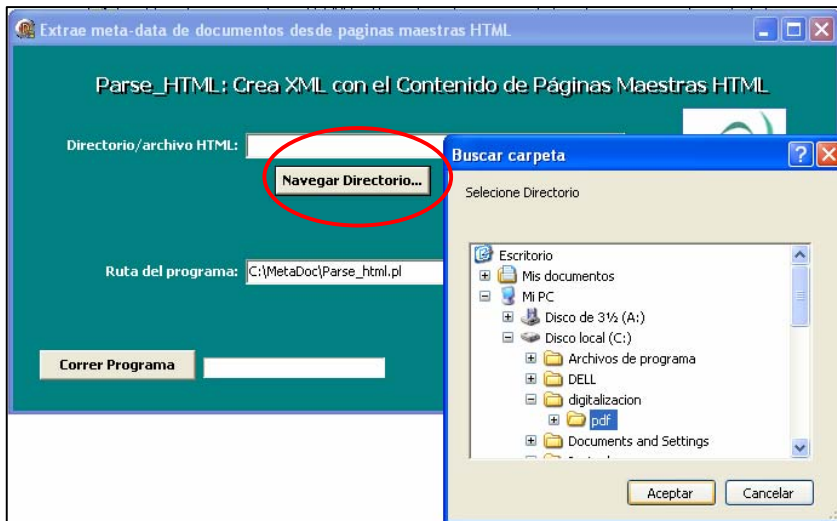 Extrae meta-data de documentos desde paginas maestras HTML
Parse_HTML: Crea XML con el Contenido de Páginas Maestras HTML
Directorio/archivo HTML:
Navegar Directorio...
Ruta del programa: C:\MetaDoc\Parse_html.pl
Correr Programa
Buscar carpeta
Selecione Directorio
Escritorio
Mis documentos
Mi PC
Disco de 3½ (A:)
Disco local (C:)
Archivos de programa
DELL
digitalizacion
pdf
Documents and Settings
Aceptar Cancelar